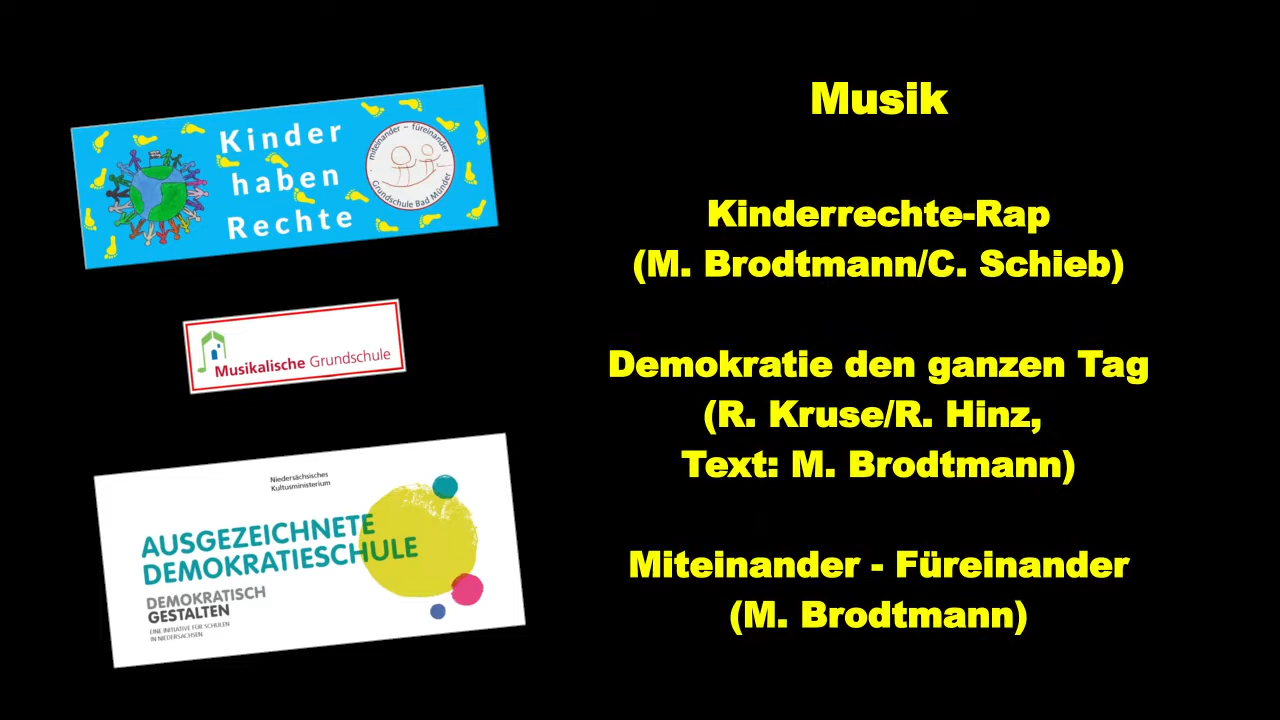 Kinder
haben
Rechte
miteinander – füreinander
Grundschule Bad Münder
Musikalische Grundschule
Niedersächsisches
Kultusministerium
AUSGEZEICHNETE
DEMOKRATIESCHULE
DEMOKRATISCH
GESTALTEN
EINE INITIATIVE FÜR SCHULEN
IN NIEDERSACHSEN
Musik
Kinderrechte-Rap
(M. Brodtmann/C. Schieb)
Demokratie den ganzen Tag
(R. Kruse/R. Hinz,
Text: M. Brodtmann)
Miteinander - Füreinander
(M. Brodtmann)